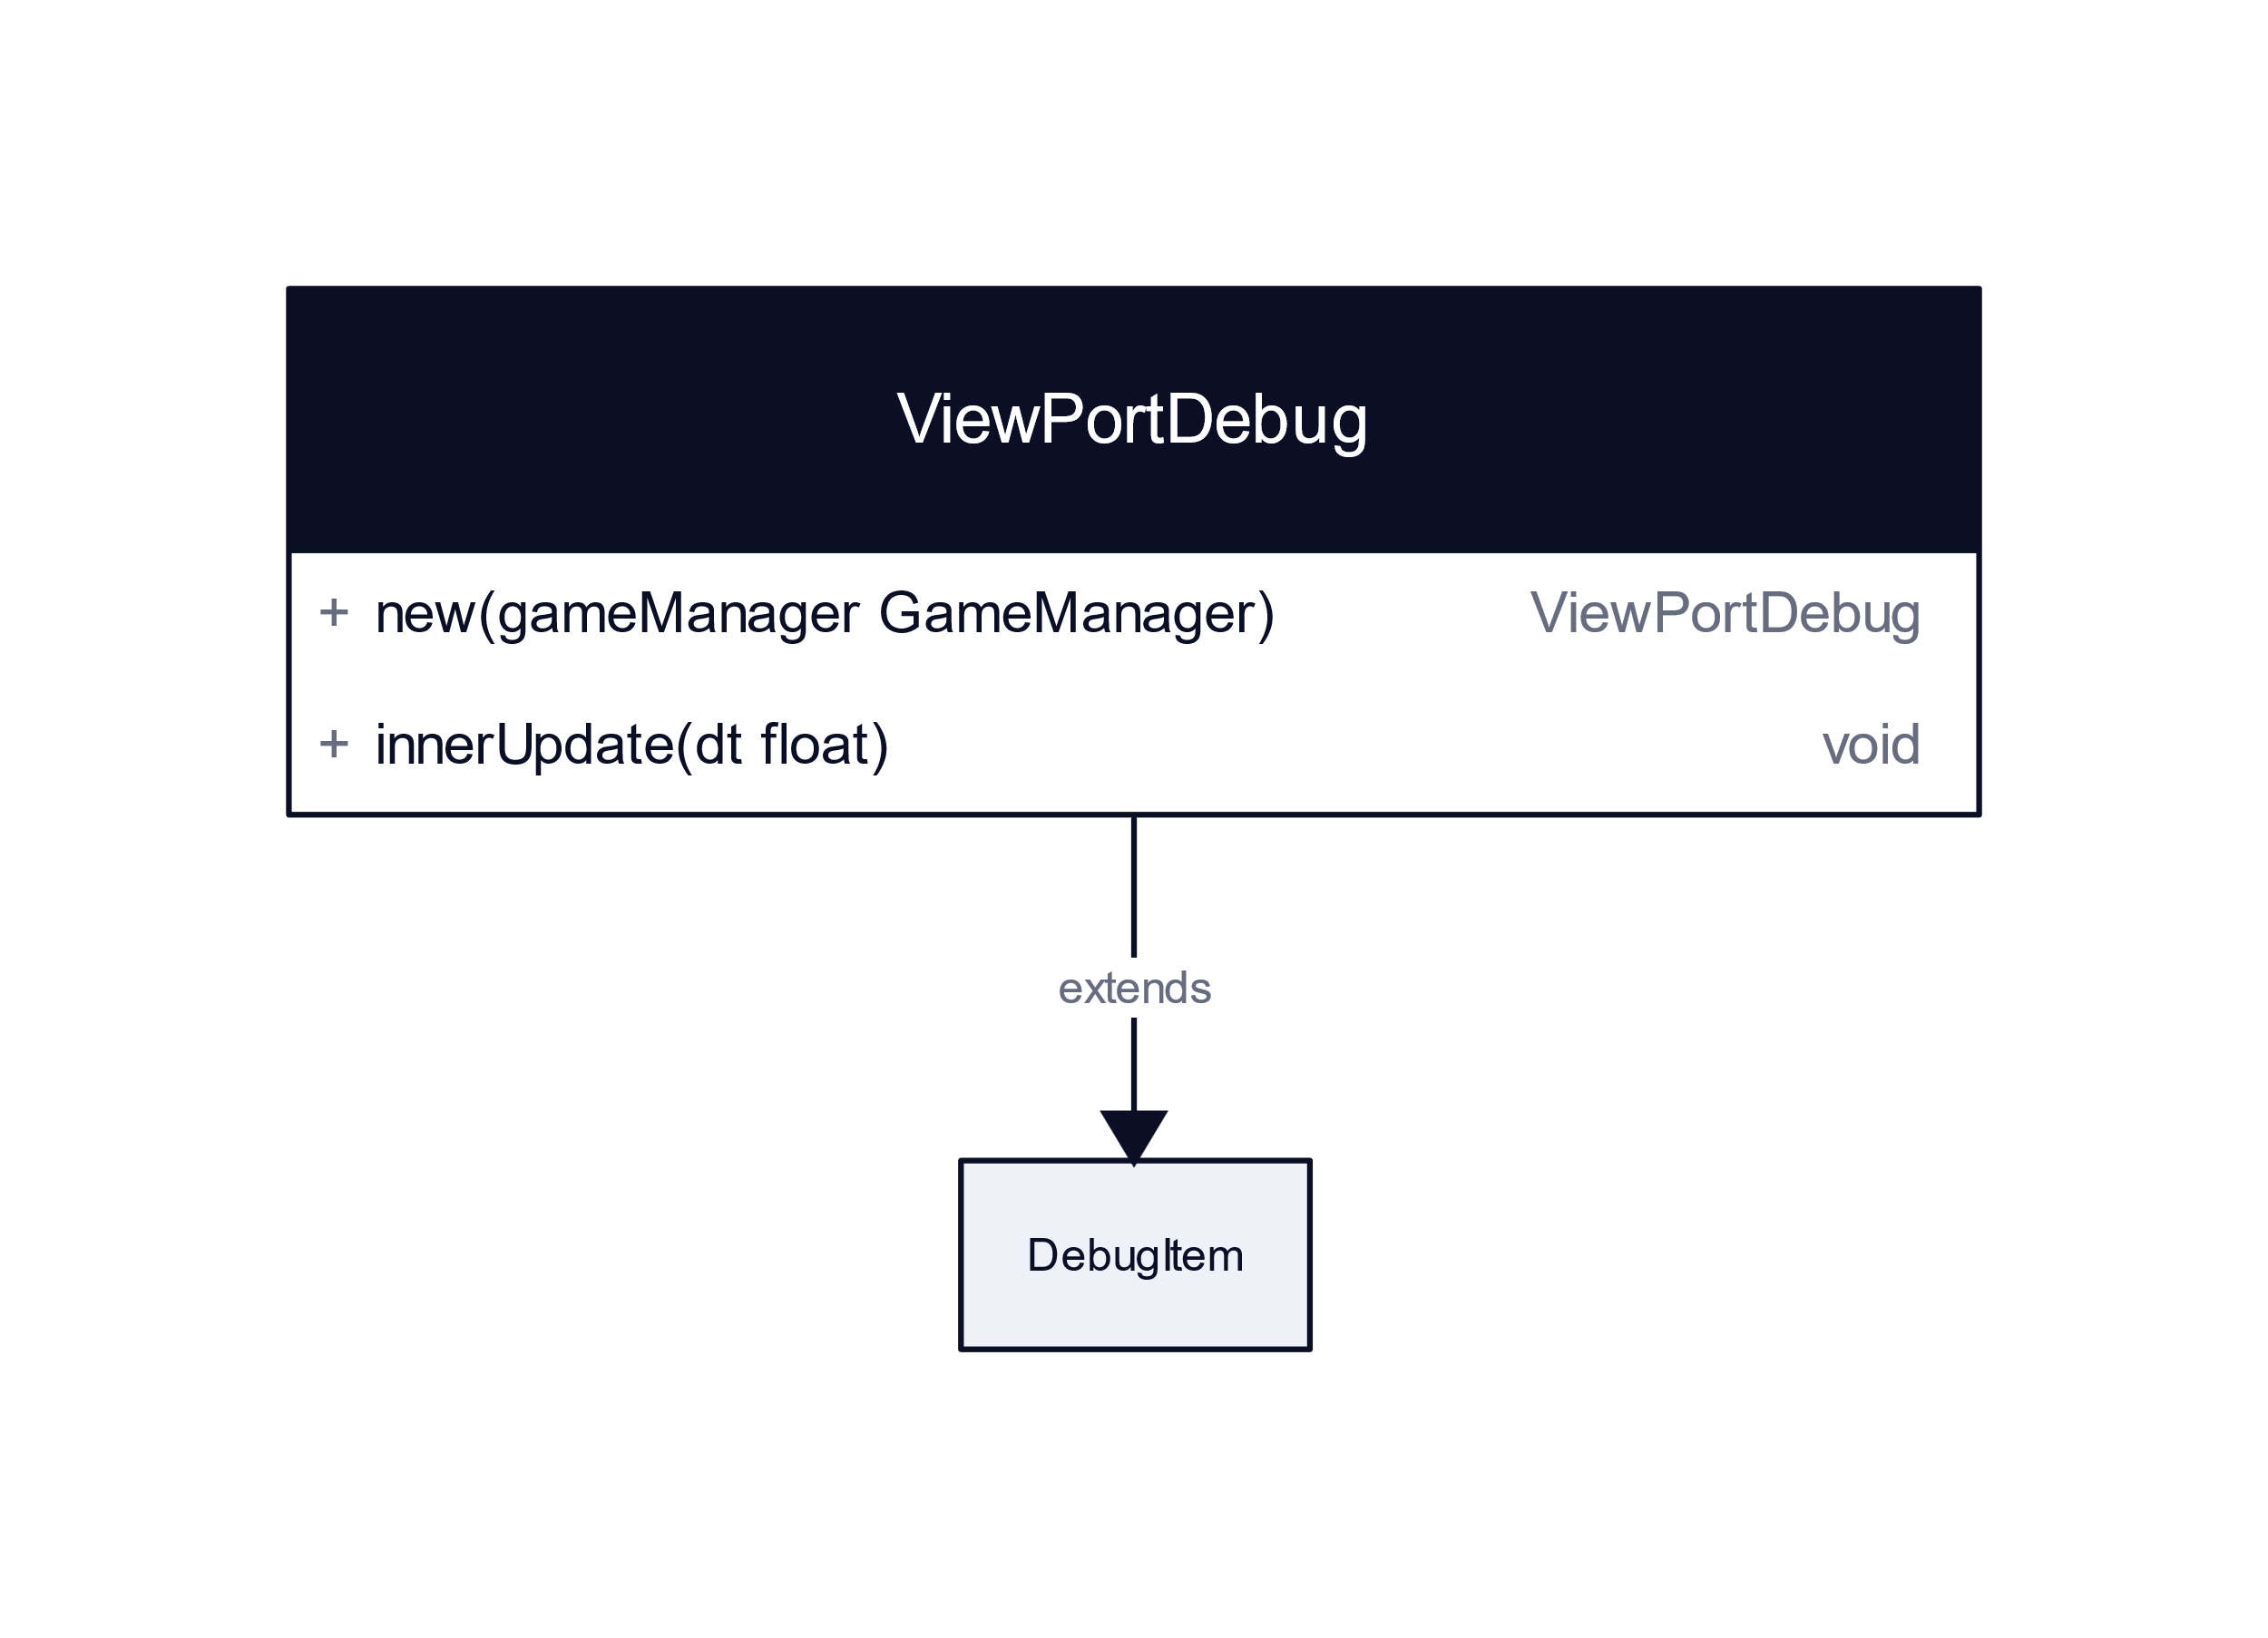 ViewPortDebug
+ new(gameManager GameManager) ViewPortDebug
+ innerUpdate(dt float) void
extends
DebugItem